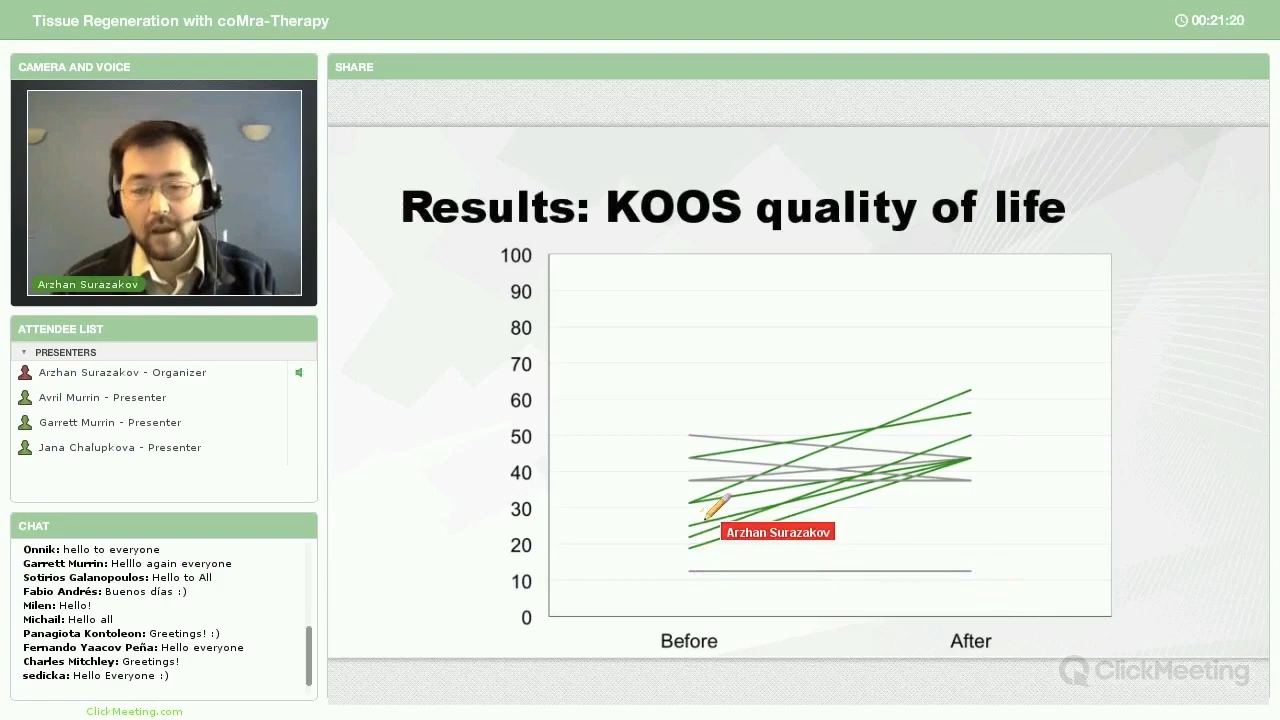 Tissue Regeneration with coMra-Therapy
00:21:20
CAMERA AND VOICE
Arzhan Surazakov
ATTENDEE LIST
PRESENTERS
Arzhan Surazakov - Organizer
Avril Murrin - Presenter
Garrett Murrin - Presenter
Jana Chalupkova - Presenter
CHAT
Onnik: hello to everyone
Garrett Murrin: Helllo again everyone
Sotirios Galanopoulos: Hello to All
Fabio Andrés: Buenos días :)
Milen: Hello!
Michail: Hello all
Panagiota Kontoleon: Greetings! :)
Fernando Yaacov Peña: Hello everyone
Charles Mitchley: Greetings!
sedicka: Hello Everyone :)
ClickMeeting.com
SHARE
Results: KOOS quality of life
100
90
80
70
60
50
40
30
20
10
0
Arzhan Surazakov
Before After
ClickMeeting